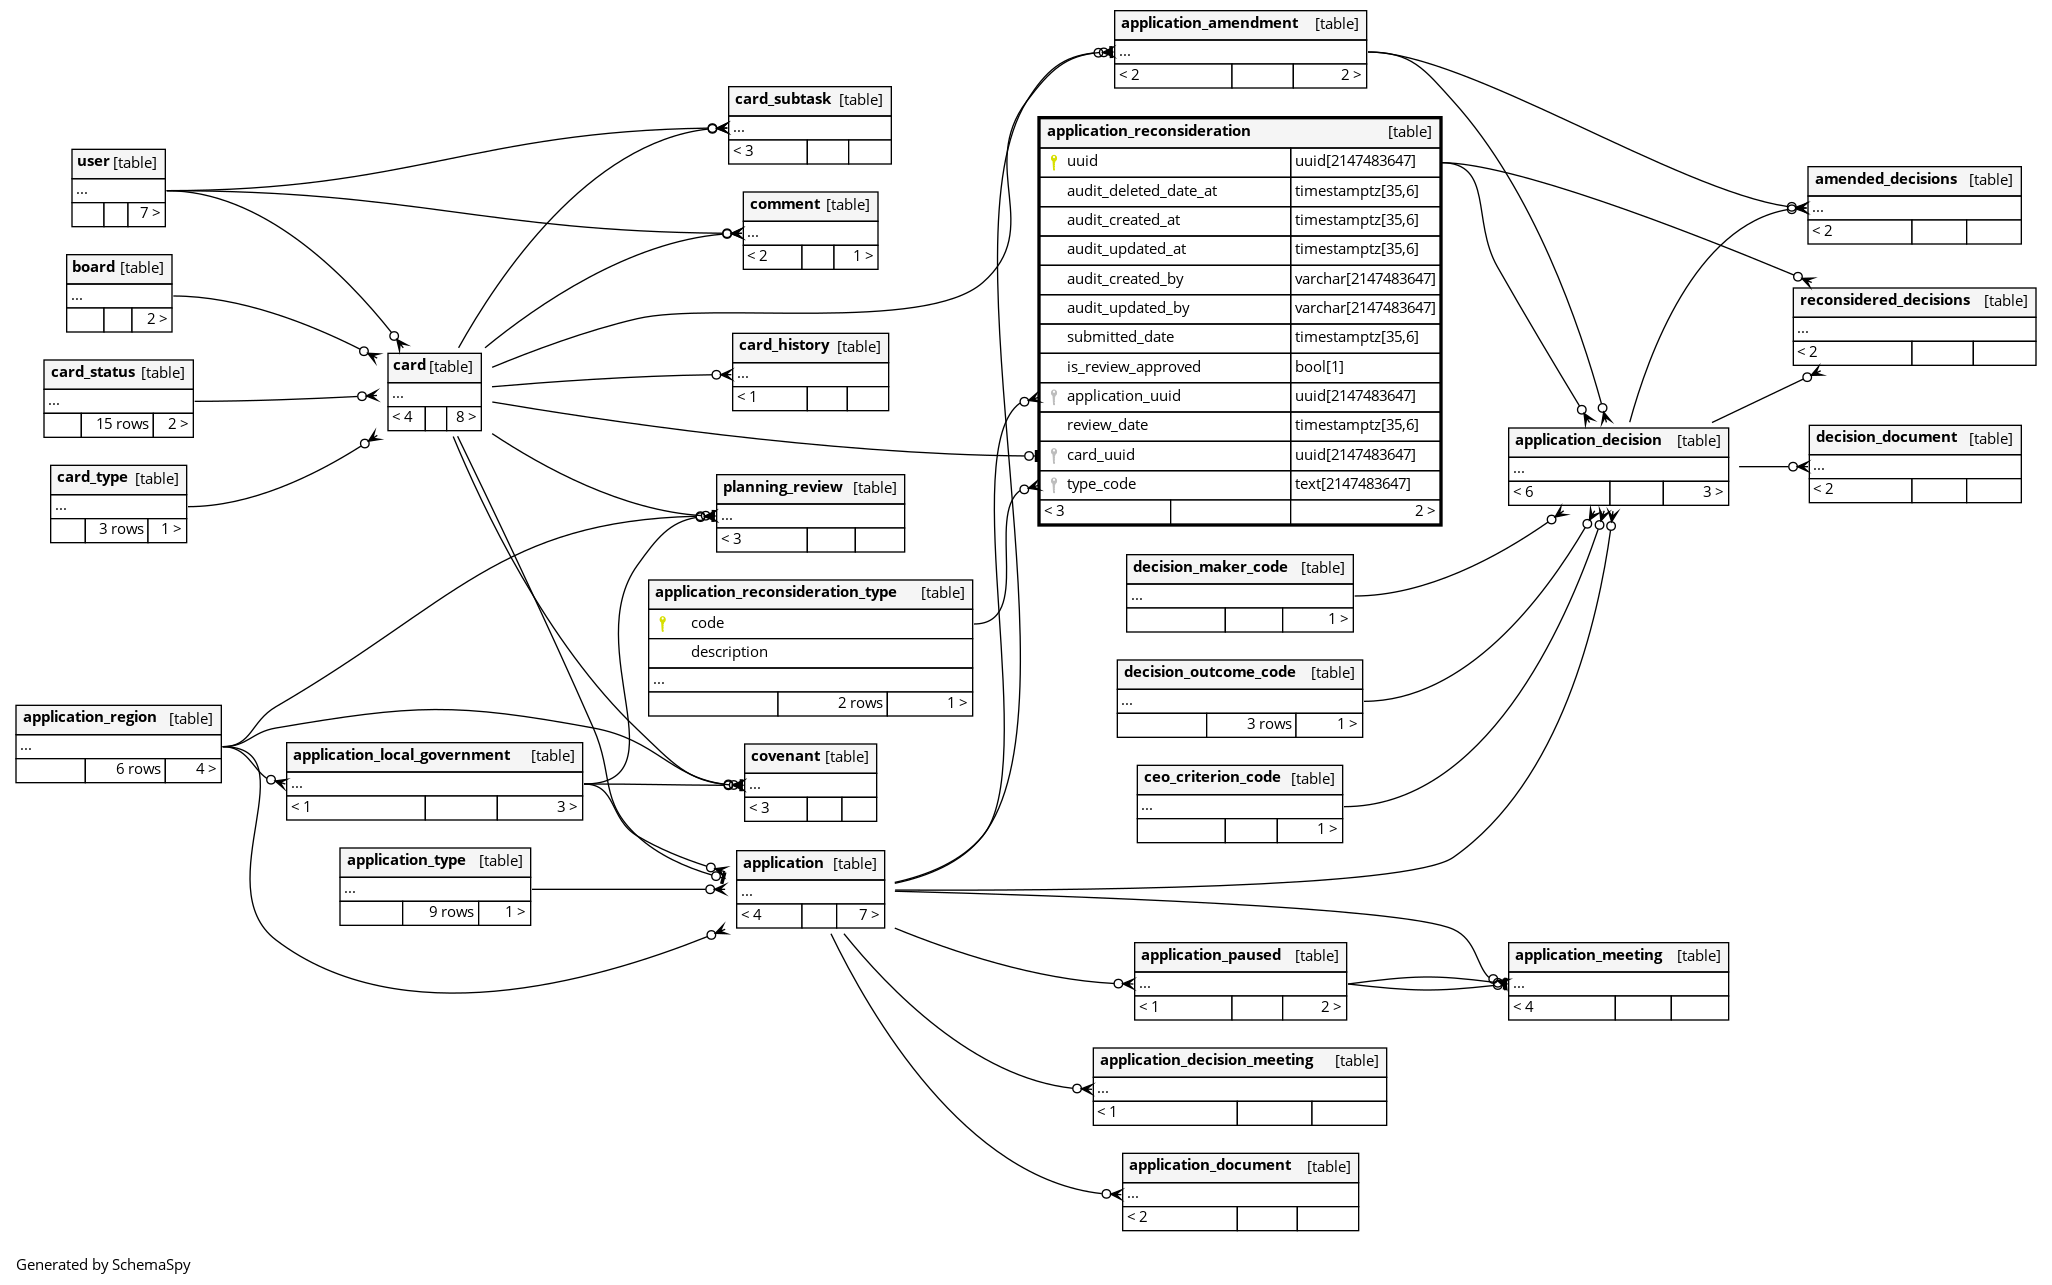 application_amendment [table]
...
< 2 2 >
card_subtask [table]
...
< 3
application_reconsideration [table]
uuid uuid[2147483647]
audit_deleted_date_at timestamptz[35,6]
audit_created_at timestamptz[35,6]
audit_updated_at timestamptz[35,6]
audit_created_by varchar[2147483647]
audit_updated_by varchar[2147483647]
submitted_date timestamptz[35,6]
is_review_approved bool[1]
application_uuid uuid[2147483647]
review_date timestamptz[35,6]
card_uuid uuid[2147483647]
type_code text[2147483647]
< 3 2 >
user [table]
...
7 >
amended_decisions [table]
...
< 2
comment [table]
...
< 2 1 >
board [table]
...
2 >
reconsidered_decisions [table]
...
< 2
card_history [table]
...
< 1
card [table]
...
< 4 8 >
card_status [table]
...
15 rows 2 >
application_decision [table]
...
< 6 3 >
decision_document [table]
...
< 2
card_type [table]
...
3 rows 1 >
planning_review [table]
...
< 3
decision_maker_code [table]
...
1 >
application_reconsideration_type [table]
code
description
...
2 rows 1 >
decision_outcome_code [table]
...
3 rows 1 >
application_region [table]
...
6 rows 4 >
application_local_government [table]
...
< 1 3 >
covenant [table]
...
< 3
ceo_criterion_code [table]
...
1 >
application_type [table]
...
9 rows 1 >
application [table]
...
< 4 7 >
application_paused [table]
...
< 1 2 >
application_meeting [table]
...
< 4
application_decision_meeting [table]
...
< 1
application_document [table]
...
< 2
Generated by SchemaSpy